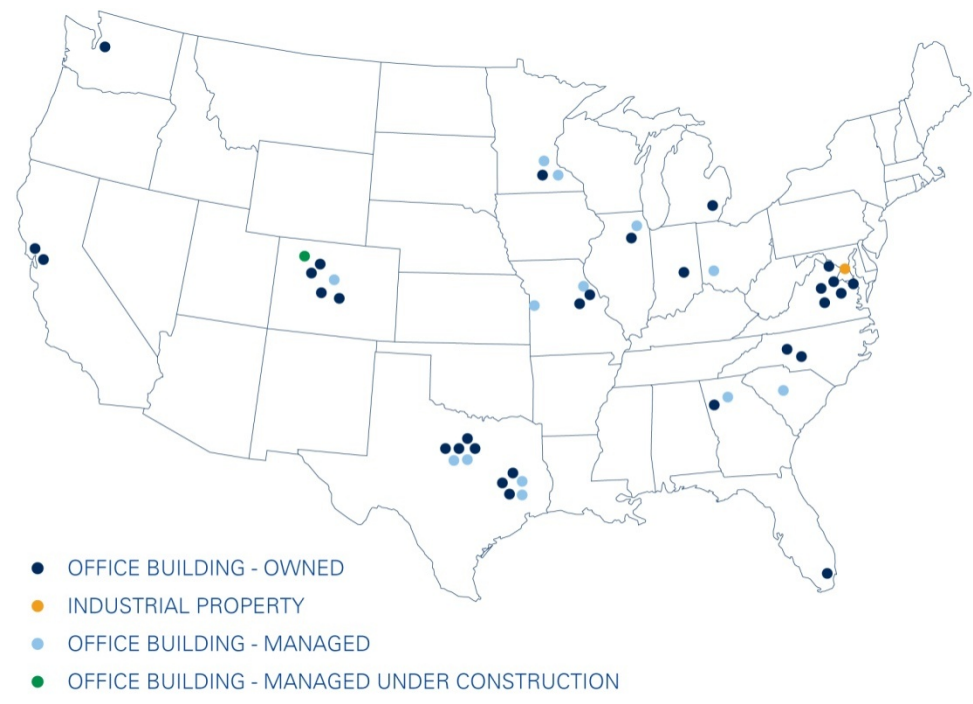 OFFICE BUILDING - OWNED
INDUSTRIAL PROPERTY
OFFICE BUILDING - MANAGED
OFFICE BUILDING - MANAGED UNDER CONSTRUCTION